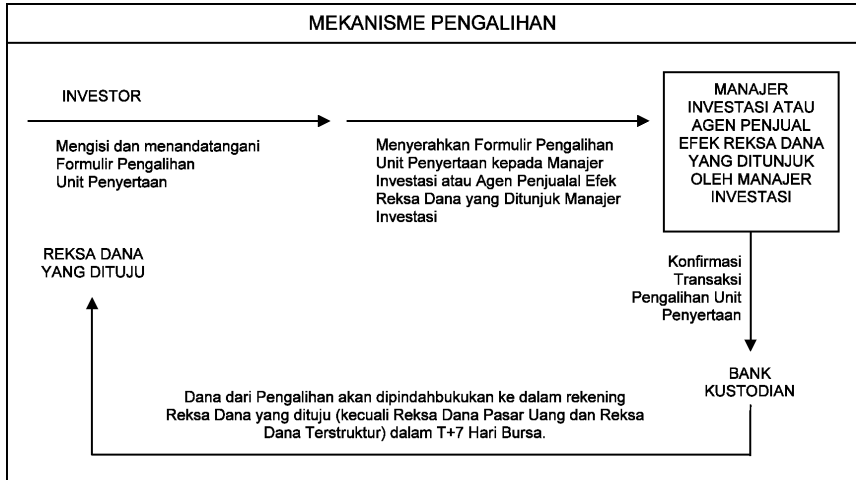 MEKANISME PENGALIHAN
INVESTOR
Mengisi dan menandatangani
Formulir Pengalihan
Unit Penyertaan
Menyerahkan Formulir Pengalihan
Unit Penyertaan kepada Manajer
Investasi atau Agen Penjualal Efek
Reksa Dana yang Ditunjuk Manajer
Investasi
MANAJER
INVESTASI ATAU
AGEN PENJUAL
EFEK REKSA DANA
YANG DITUNJUK
OLEH MANAJER
INVESTASI
Konfirmasi
Transaksi
Pengalihan Unit
Penyertaan
BANK
KUSTODIAN
Dana dari Pengalihan akan dipindahbukukan ke dalam rekening
Reksa Dana yang dituju (kecuali Reksa Dana Pasar Uang dan Reksa
Dana Terstruktur) dalam T+7 Hari Bursa.
REKSA DANA
YANG DITUJU